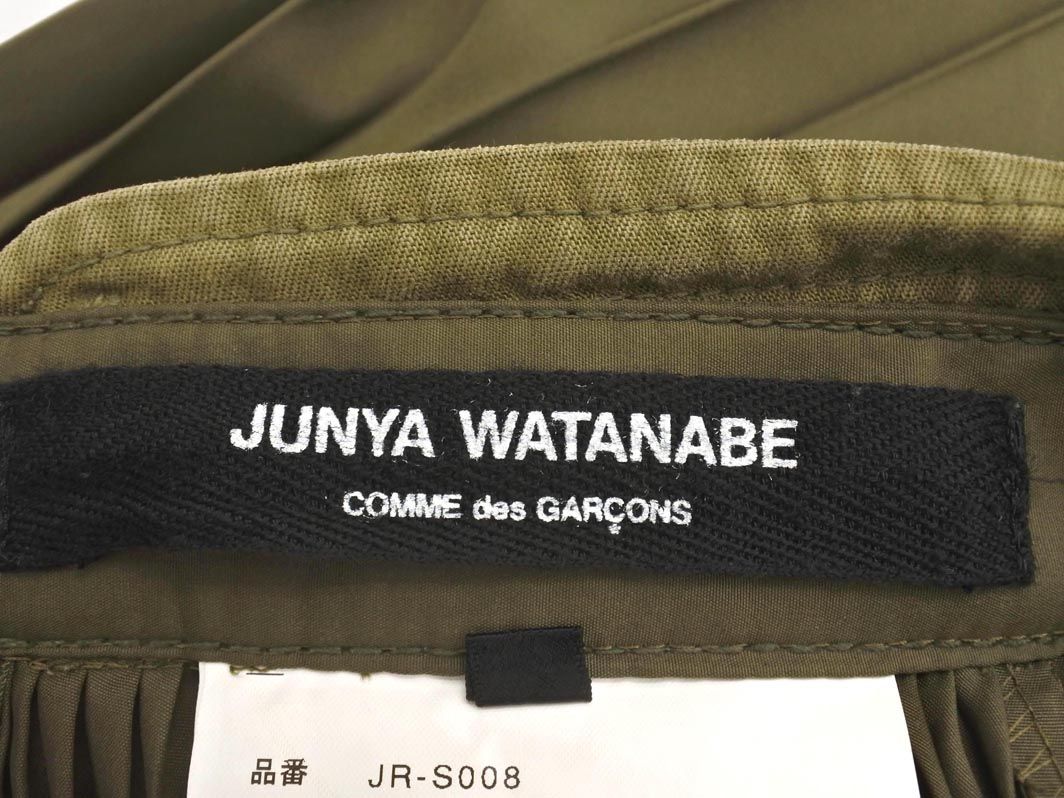 JUNYA WATANABE
COMME des GARÇONS
品番 JR-S008